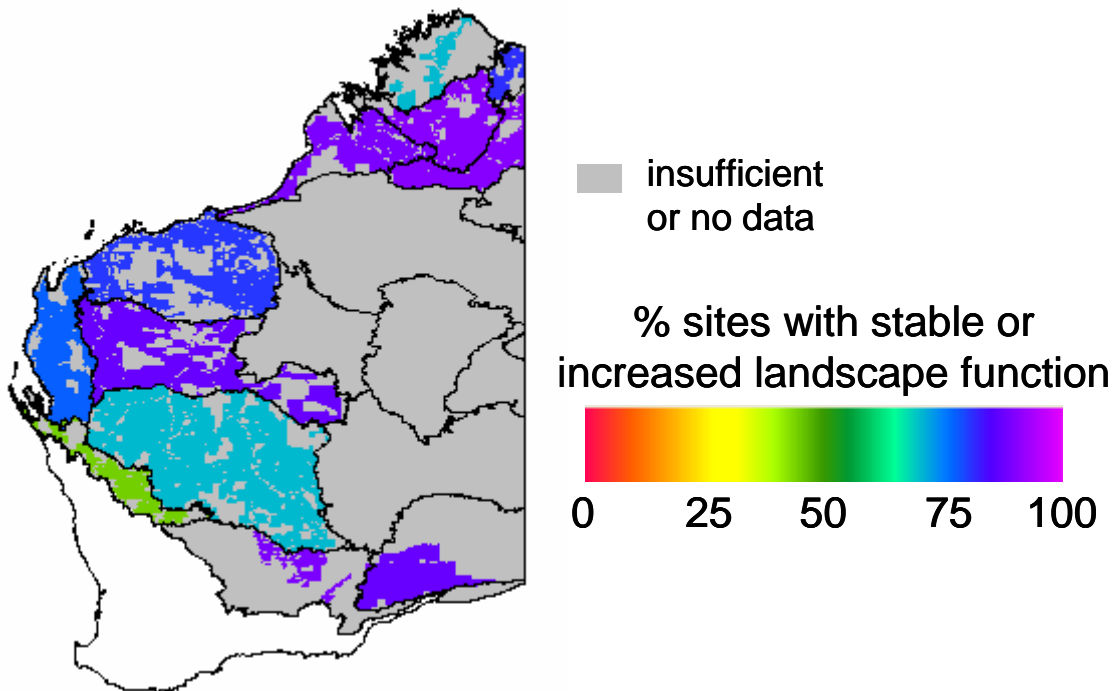 insufficient
or no data
% sites with stable or
increased landscape function
0 25 50 75 100